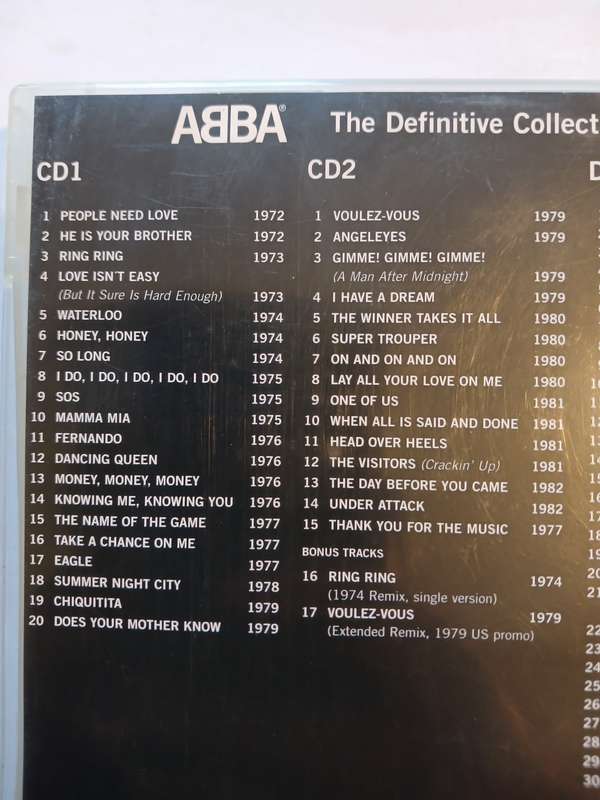 ABBA® The Definitive Collect
CD1
1 PEOPLE NEED LOVE 1972
2 HE IS YOUR BROTHER 1972
3 RING RING 1973
4 LOVE ISN'T EASY
(But It Sure Is Hard Enough) 1973
5 WATERLOO 1974
6 HONEY, HONEY 1974
7 SO LONG 1974
8 I DO, I DO, I DO, I DO, I DO 1975
9 SOS 1975
10 MAMMA MIA 1975
11 FERNANDO 1976
12 DANCING QUEEN 1976
13 MONEY, MONEY, MONEY 1976
14 KNOWING ME, KNOWING YOU 1976
15 THE NAME OF THE GAME 1977
16 TAKE A CHANCE ON ME 1977
17 EAGLE 1977
18 SUMMER NIGHT CITY 1978
19 CHIQUITITA 1979
20 DOES YOUR MOTHER KNOW 1979
CD2
1 VOULEZ-VOUS 1979
2 ANGELEYES 1979
3 GIMME! GIMME! GIMME!
(A Man After Midnight) 1979
4 I HAVE A DREAM 1979
5 THE WINNER TAKES IT ALL 1980
6 SUPER TROUPER 1980
7 ON AND ON AND ON 1980
8 LAY ALL YOUR LOVE ON ME 1980
9 ONE OF US 1981
10 WHEN ALL IS SAID AND DONE 1981
11 HEAD OVER HEELS 1981
12 THE VISITORS (Crackin' Up) 1981
13 THE DAY BEFORE YOU CAME 1982
14 UNDER ATTACK 1982
15 THANK YOU FOR THE MUSIC 1977
BONUS TRACKS
16 RING RING 1974
(1974 Remix, single version)
17 VOULEZ-VOUS 1979
(Extended Remix, 1979 US promo)
22
23
24
25
26
27
28
29
30